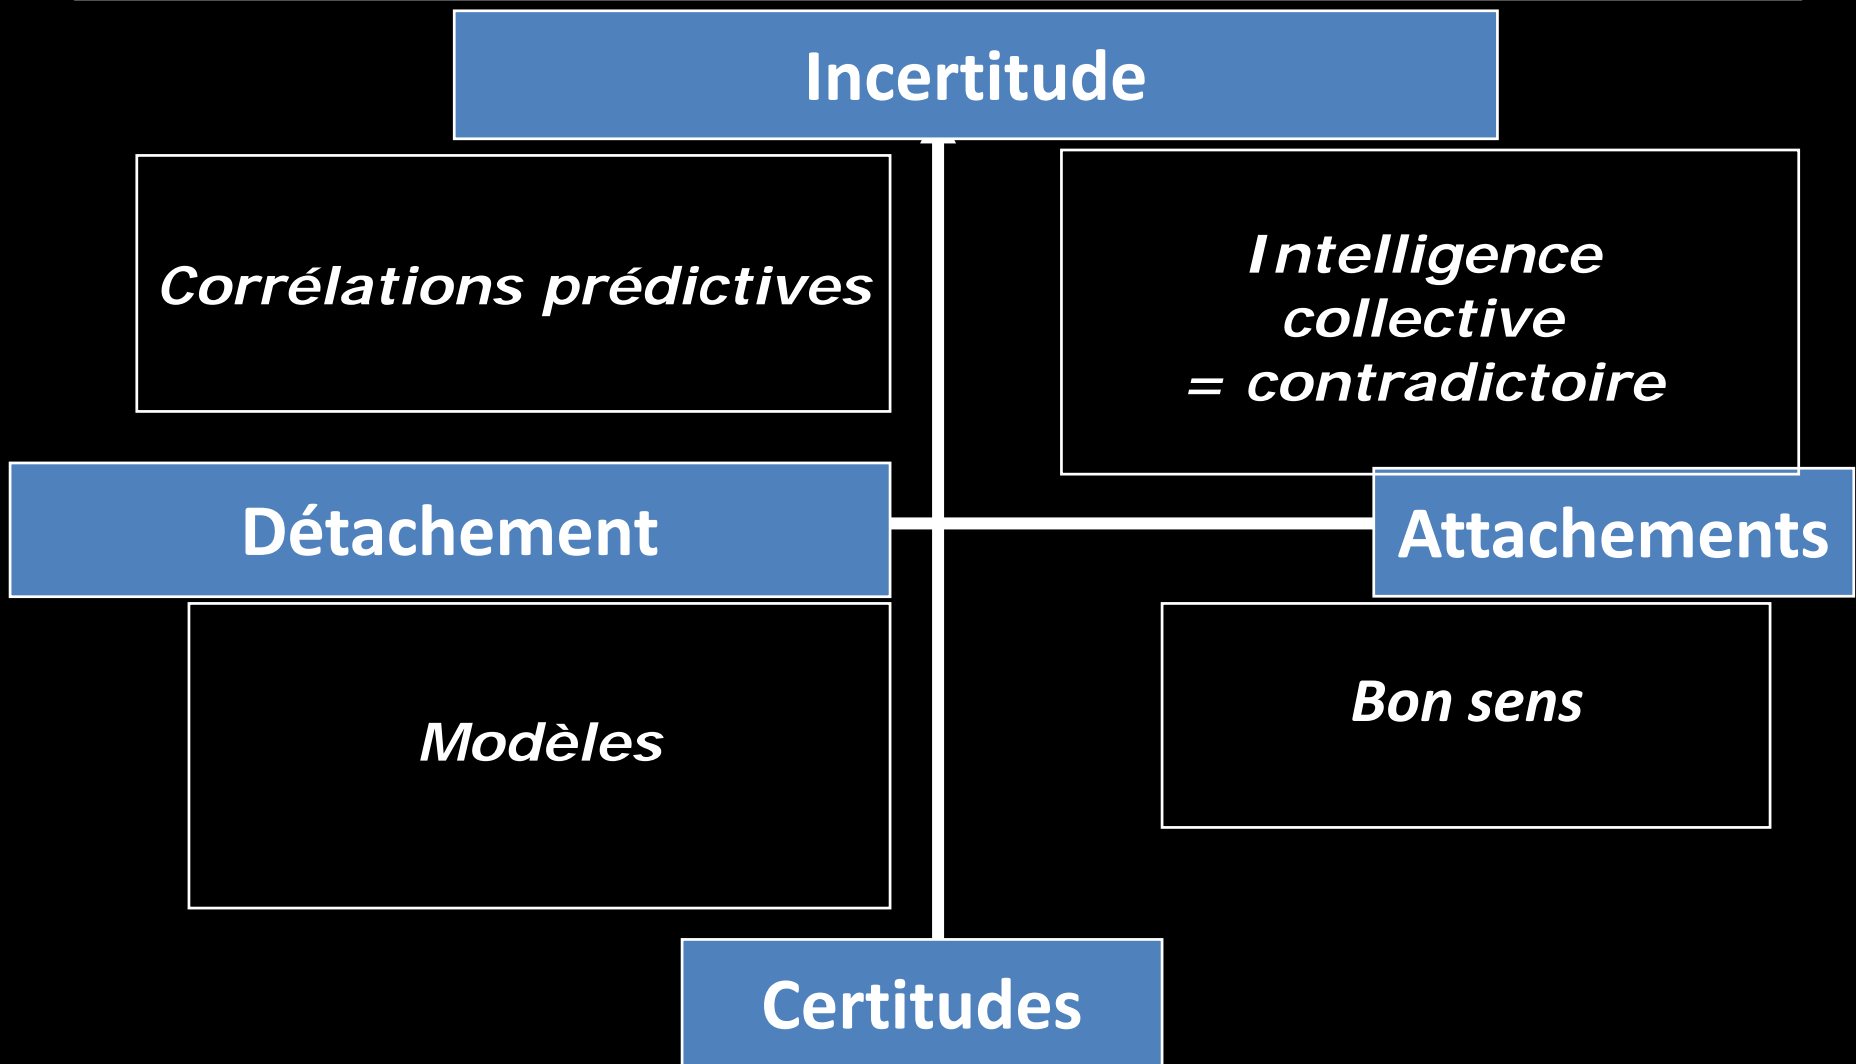 Incertitude
Corrélations prédictives
Intelligence
collective
= contradictoire
Détachement
Attachements
Modèles
Bon sens
Certitudes